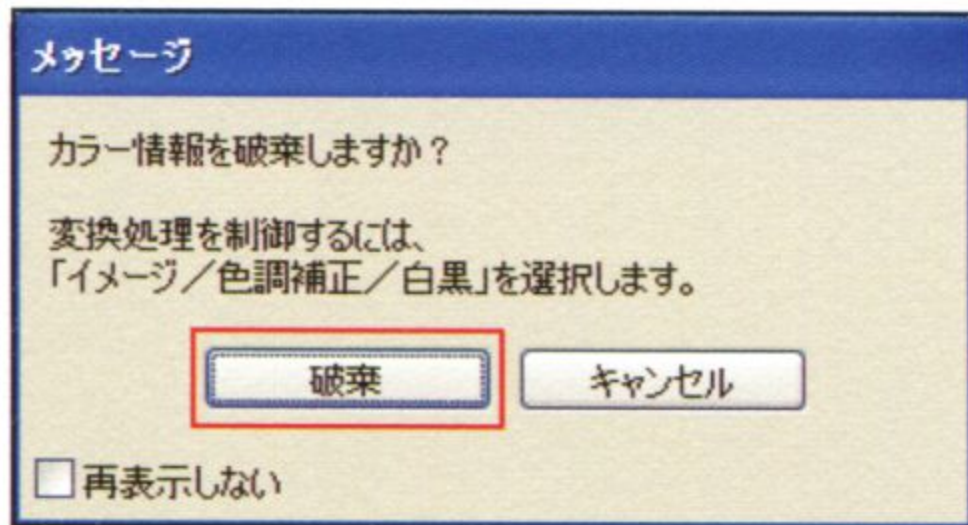 メッセージ
カラー情報を破棄しますか？
変換処理を制御するには、
「イメージ／色調補正／白黒」を選択します。
破棄 キャンセル
再表示しない